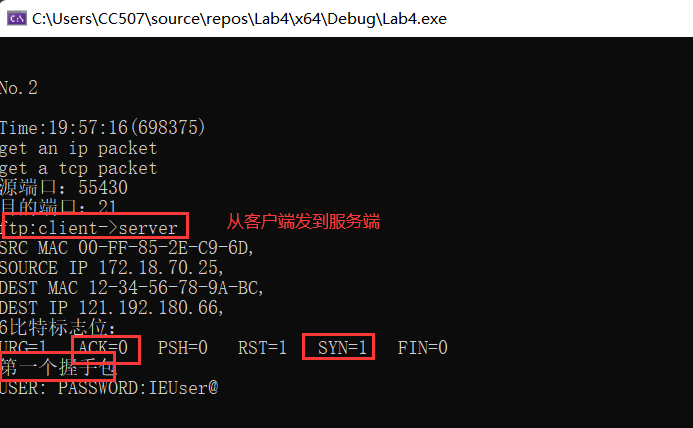 C:\Users\CC507\source\repos\Lab4\x64\Debug\Lab4.exe
No.2
Time:19:57:16(698375)
get an ip packet
get a tcp packet
源端口：55430
目的端口：21
ftp:client->server
从客户端发到服务端
SRC MAC 00-FF-85-2E-C9-6D,
SOURCE IP 172.18.70.25,
DEST MAC 12-34-56-78-9A-BC,
DEST IP 121.192.180.66,
6比特标志位：
URG=1 ACK=0 PSH=0 RST=1 SYN=1 FIN=0
第一个握手包
USER: PASSWORD:IEUser@